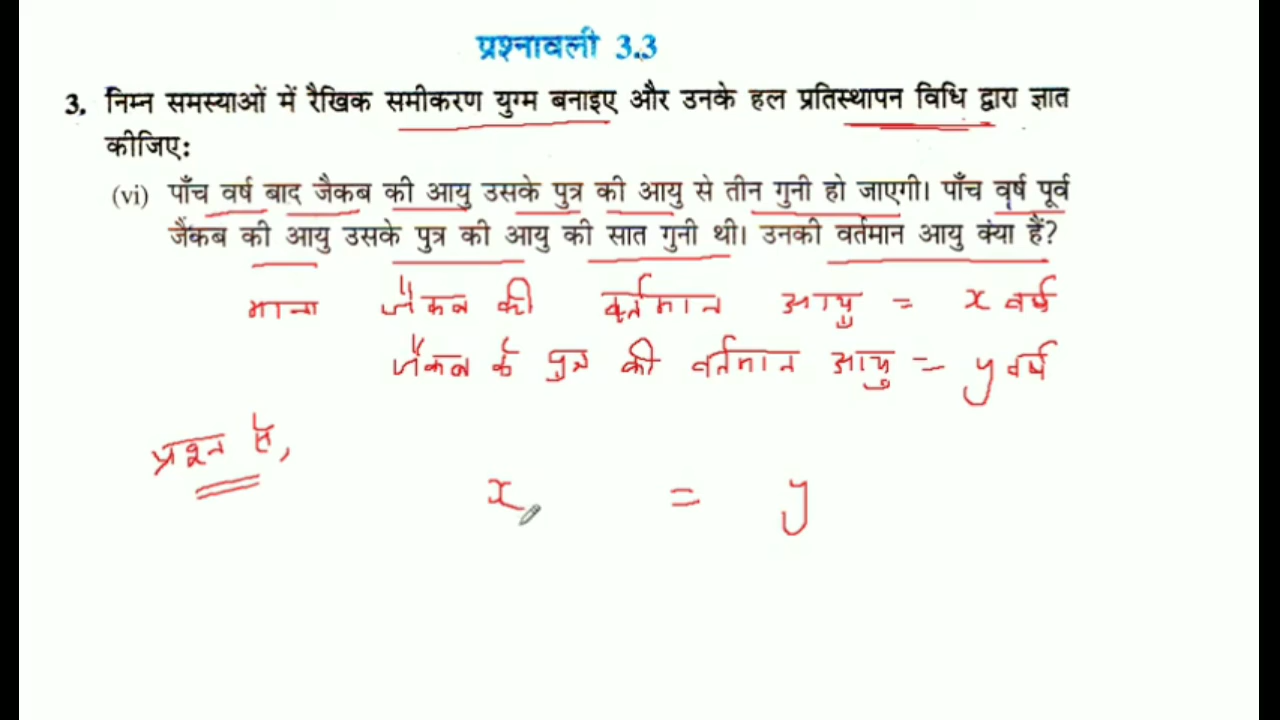 प्रश्नावली 3.3
3. निम्न समस्याओं में रैखिक समीकरण युग्म बनाइए और उनके हल प्रतिस्थापन विधि द्वारा ज्ञात
कीजिए:
(vi) पाँच वर्ष बाद जैकब की आयु उसके पुत्र की आयु से तीन गुनी हो जाएगी। पाँच वर्ष पूर्व
जैकब की आयु उसके पुत्र की आयु की सात गुनी थी। उनकी वर्तमान आयु क्या हैं?
माना जैकब की वर्तमान आयु = x वर्ष
जैकब के पुत्र की वर्तमान आयु = y वर्ष
प्रश्न से,
x = y